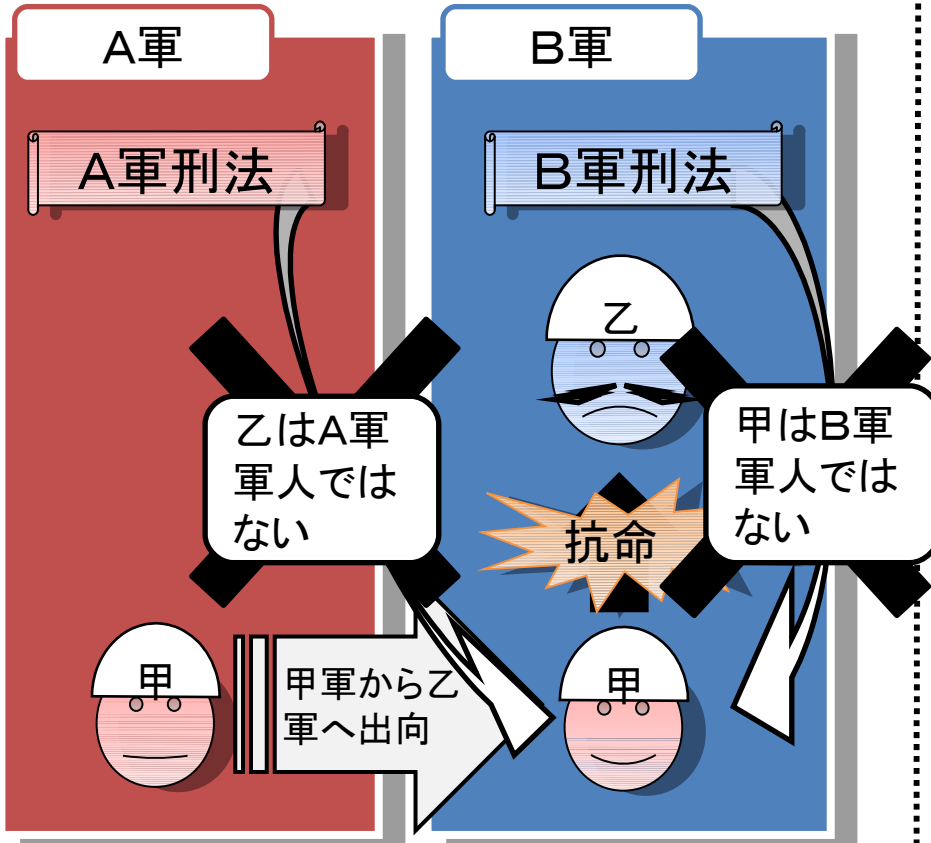 A軍
B軍
A軍刑法
B軍刑法
乙
乙はA軍
軍人では
ない
甲はB軍
軍人では
ない
抗命
甲
甲軍から乙
軍へ出向
甲